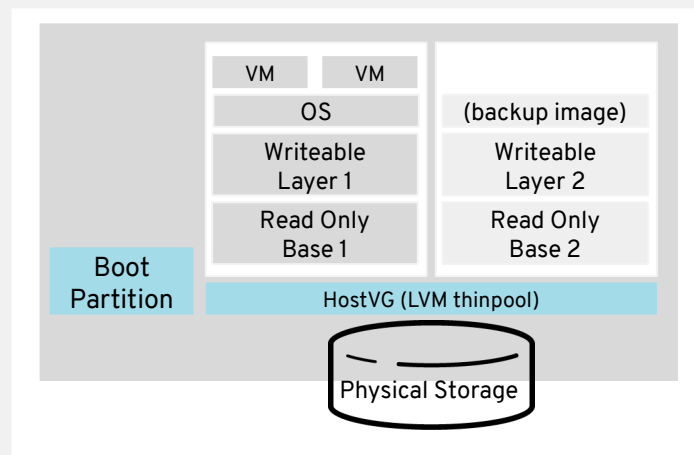 VM
VM
OS
Writeable
Layer 1
Read Only
Base 1
(backup image)
Writeable
Layer 2
Read Only
Base 2
Boot
Partition
HostVG (LVM thinpool)
Physical Storage